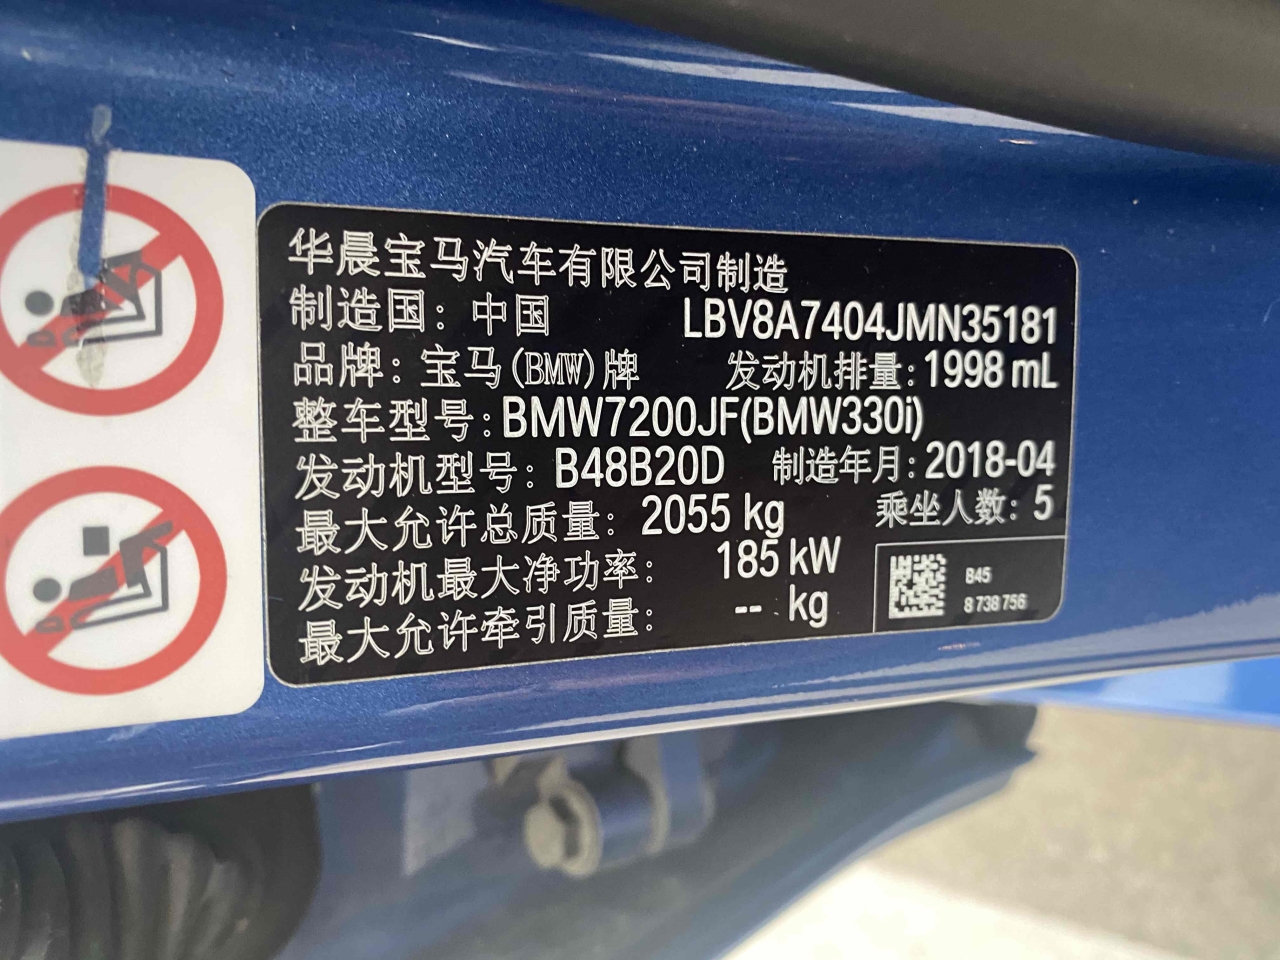 华晨宝马汽车有限公司制造
制造国：中国 LBV8A7404JMN35181
品牌：宝马(BMW)牌 发动机排量：1998 mL
整车型号：BMW7200JF(BMW330i)
发动机型号：B48B20D 制造年月：2018-04
最大允许总质量：2055 kg 乘坐人数：5
发动机最大净功率：185 kW
最大允许牵引质量：-- kg
B45
8 738 756